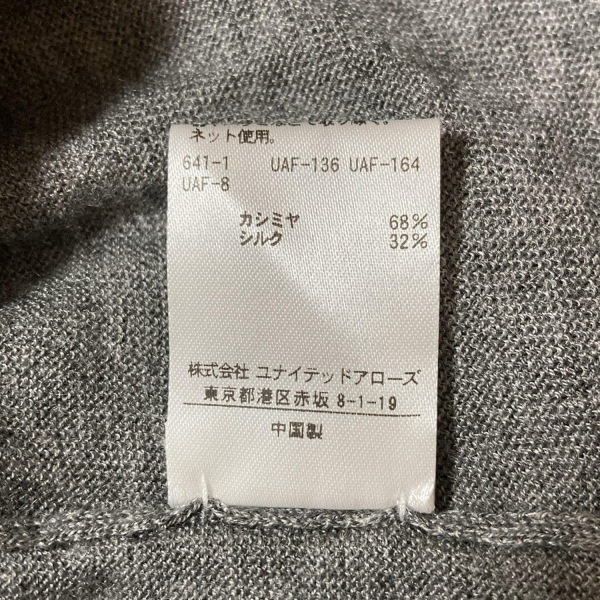 ネット使用。
641-1 UAF-136 UAF-164
UAF-8
カシミヤ 68%
シルク 32%
株式会社 ユナイテッドアローズ
東京都港区赤坂 8-1-19
中国製